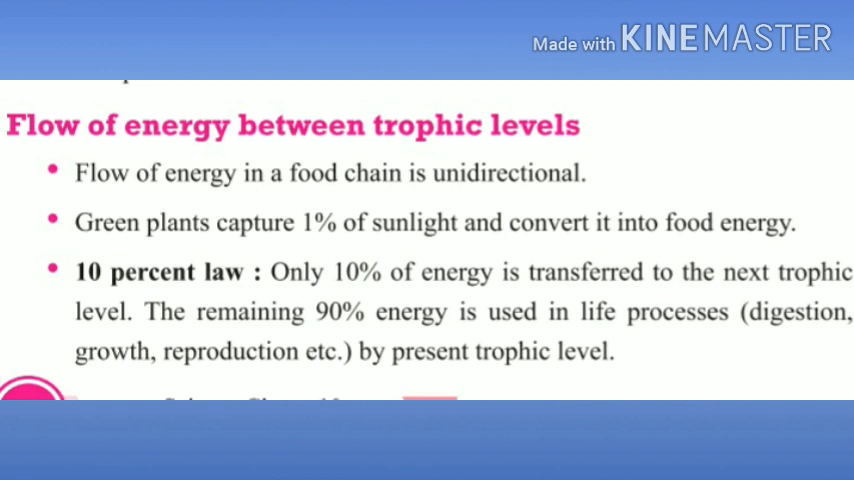 Made with KINEMASTER
Flow of energy between trophic levels
• Flow of energy in a food chain is unidirectional.
• Green plants capture 1% of sunlight and convert it into food energy.
• 10 percent law : Only 10% of energy is transferred to the next trophic
level. The remaining 90% energy is used in life processes (digestion,
growth, reproduction etc.) by present trophic level.